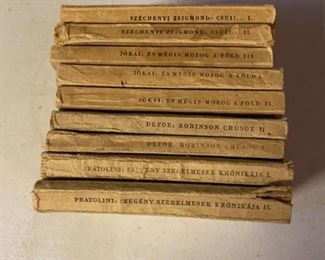 SZÉCHENYI ZSIGMOND: CSUI!... I.
SZÉCHENYI ZSIGMOND: CSUI!... II.
JÓKAI: ÉS MÉGIS MOZOG A FÖLD III.
JÓKAI: ÉS MÉGIS MOZOG A FÖLD I.
JÓKAI: ÉS MÉGIS MOZOG A FÖLD II.
DEFOE: ROBINSON CRUSOE II.
DEFOE: ROBINSON CRUSOE I.
PRATOLINI: SZEGÉNY SZERELMESEK KRÓNIKÁJA I.
PRATOLINI: SZEGÉNY SZERELMESEK KRÓNIKÁJA II.